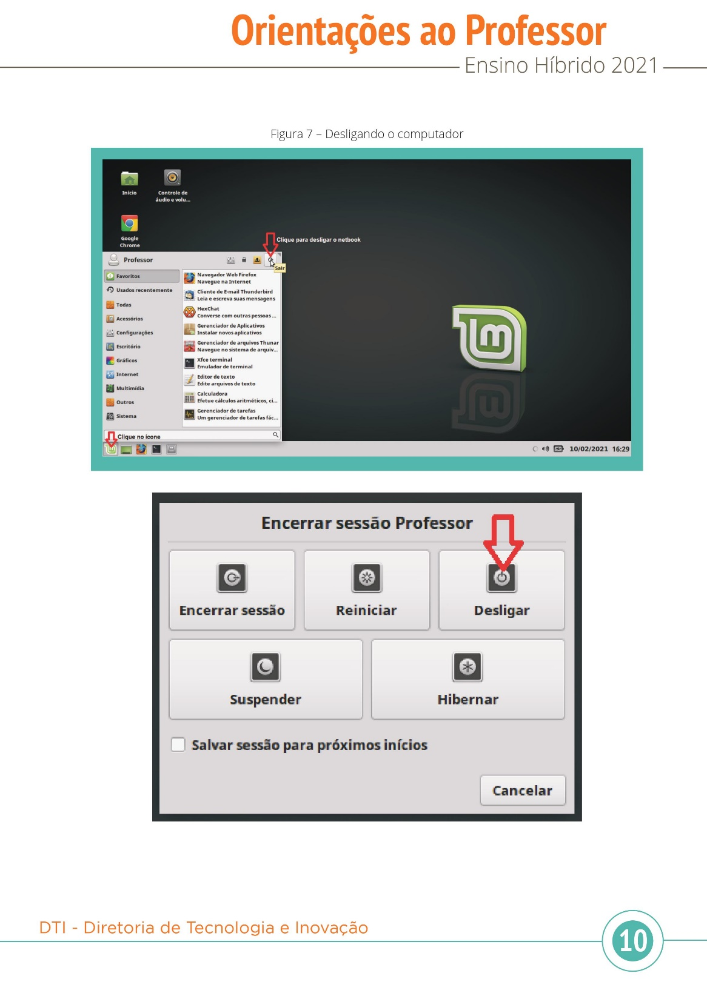 Orientações ao Professor
Ensino Híbrido 2021
Figura 7 – Desligando o computador
Início
Controle de
áudio e volu...
Google
Chrome
Clique para desligar o netbook
Professor
Sair
Favoritos
Usados recentemente
Todas
Acessórios
Configurações
Escritório
Gráficos
Internet
Multimídia
Outros
Sistema
Navegador Web Firefox
Navegue na Internet
Cliente de E-mail Thunderbird
Leia e escreva suas mensagens
HexChat
Converse com outras pessoas ...
Gerenciador de Aplicativos
Instalar novos aplicativos
Gerenciador de arquivos Thunar
Navegue no sistema de arquiv...
Xfce terminal
Emulador de terminal
Editor de texto
Edite arquivos de texto
Calculadora
Efetue cálculos aritméticos, ci...
Gerenciador de tarefas
Um gerenciador de tarefas fác...
Clique no ícone
10/02/2021 16:29
Encerrar sessão Professor
Encerrar sessão
Reiniciar
Desligar
Suspender
Hibernar
Salvar sessão para próximos inícios
Cancelar
DTI - Diretoria de Tecnologia e Inovação
10